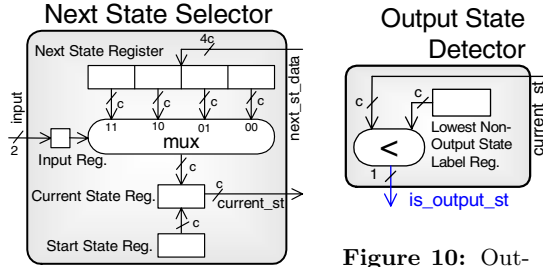 Next State Selector
Next State Register
4c
c
c
c
c
11
10
01
00
mux
input
2
Input Reg.
next_st_data
c
Current State Reg.
c
current_st
c
Start State Reg.
Output State
Detector
current_st
c
c
Lowest Non-
Output State
Label Reg.
<
1
is_output_st
Figure 10: Out-